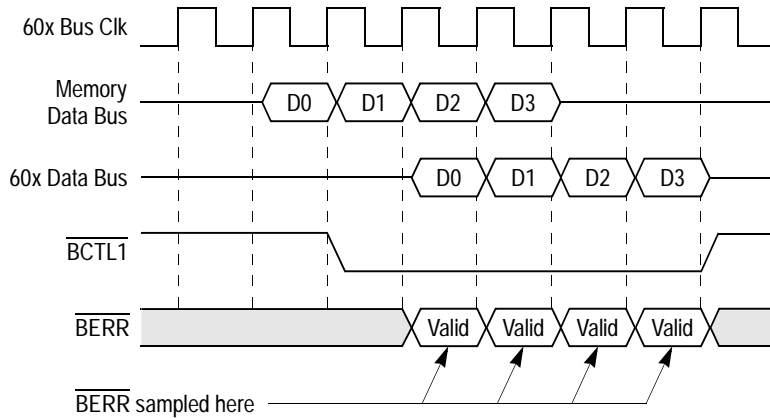 60x Bus Clk
Memory
Data Bus
D0 D1 D2 D3
60x Data Bus
D0 D1 D2 D3
BCTL1
BERR
Valid Valid Valid Valid
BERR sampled here